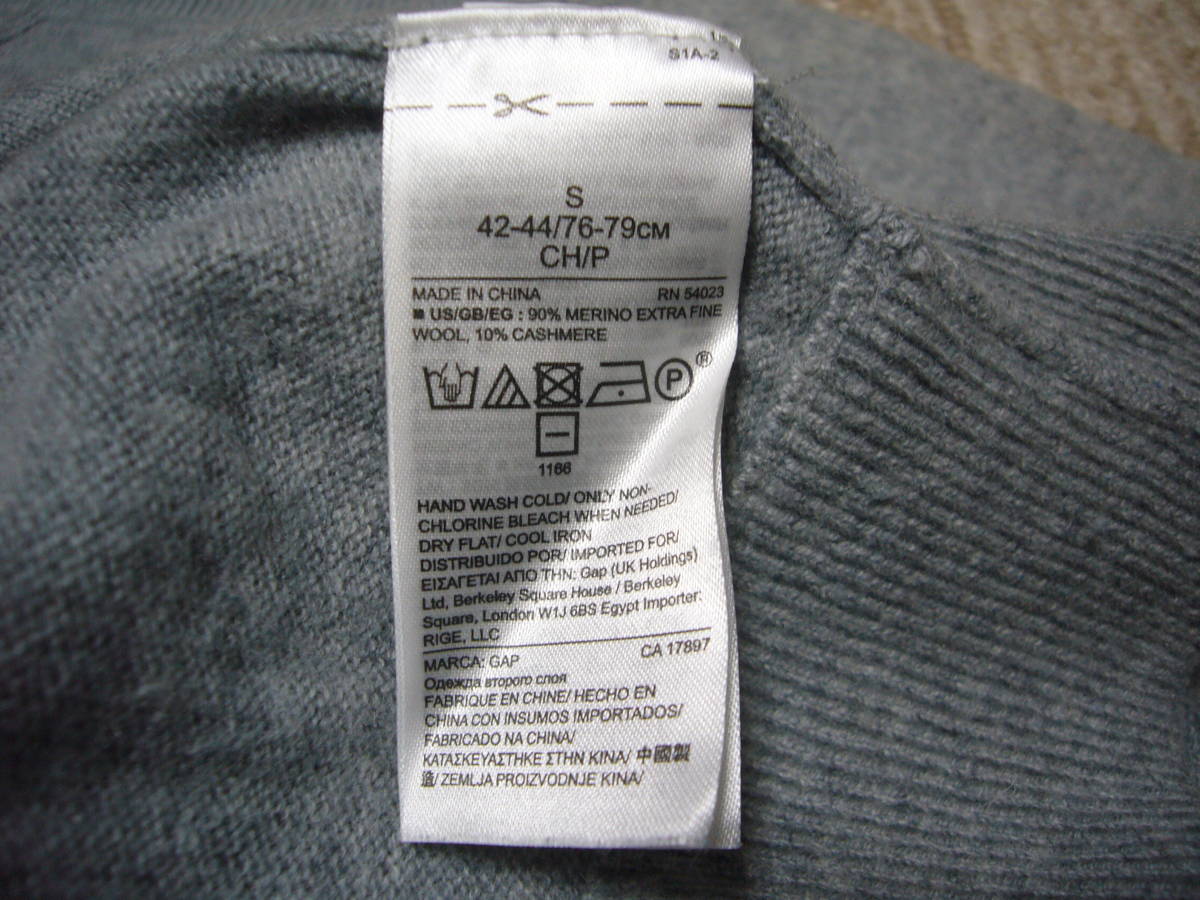 S1A-2
S
42-44/76-79см
CH/P
MADE IN CHINA RN 54023
■ US/GB/EG : 90% MERINO EXTRA FINE
WOOL, 10% CASHMERE
P ®
1166
HAND WASH COLD/ ONLY NON-
CHLORINE BLEACH WHEN NEEDED/
DRY FLAT/ COOL IRON
DISTRIBUIDO POR/ IMPORTED FOR/
ΕΙΣΑΓΕΤΑΙ ΑΠΟ ΤΗΝ: Gap (UK Holdings)
Ltd, Berkeley Square House / Berkeley
Square, London W1J 6BS Egypt Importer:
RIGE, LLC
MARCA: GAP CA 17897
Одежда второго слоя
FABRIQUE EN CHINE/ HECHO EN
CHINA CON INSUMOS IMPORTADOS/
FABRICADO NA CHINA/
ΚΑΤΑΣΚΕΥΑΣΤΗΚΕ ΣΤΗΝ ΚΙΝΑ/ 中國製
造/ ZEMLJA PROIZVODNJE KINA/